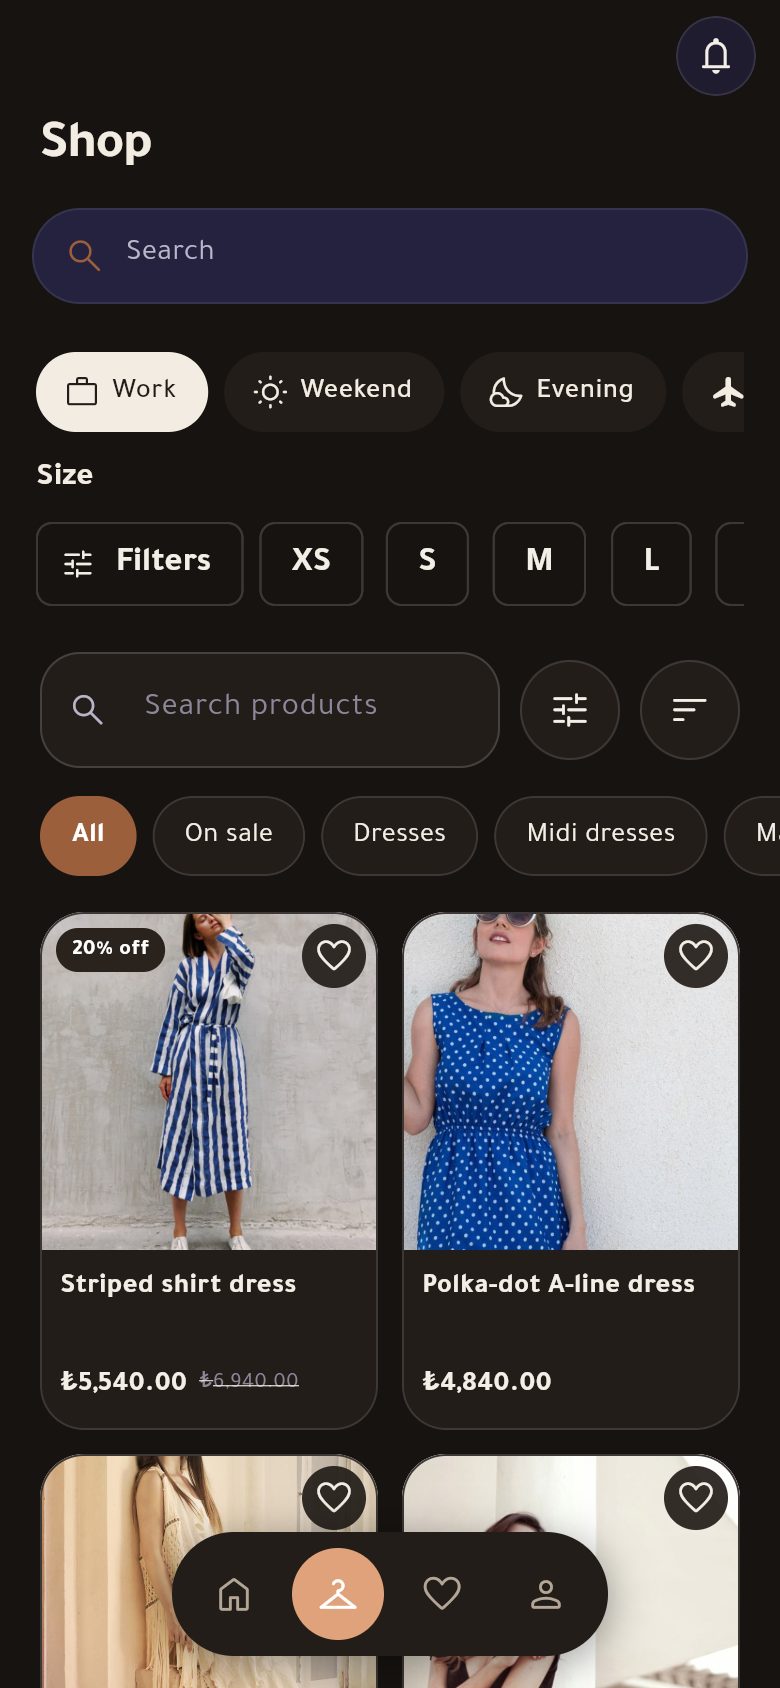 Shop
Search
Work Weekend Evening
Size
Filters XS S M L
Search products
All On sale Dresses Midi dresses
20% off
Striped shirt dress Polka-dot A-line dress
₺5,540.00 ₺6,940.00 ₺4,840.00